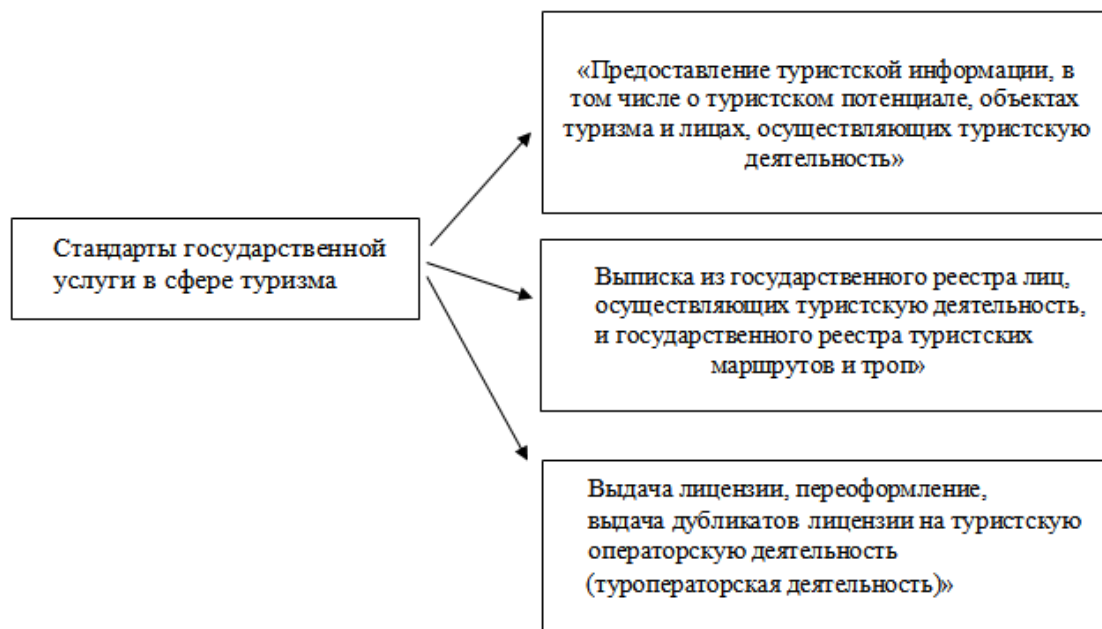 «Предоставление туристской информации, в
том числе о туристском потенциале, объектах
туризма и лицах, осуществляющих туристскую
деятельность»
Стандарты государственной
услуги в сфере туризма
Выписка из государственного реестра лиц,
осуществляющих туристскую деятельность,
и государственного реестра туристских
маршрутов и троп»
Выдача лицензии, переоформление,
выдача дубликатов лицензии на туристскую
операторскую деятельность
(туроператорская деятельность)»